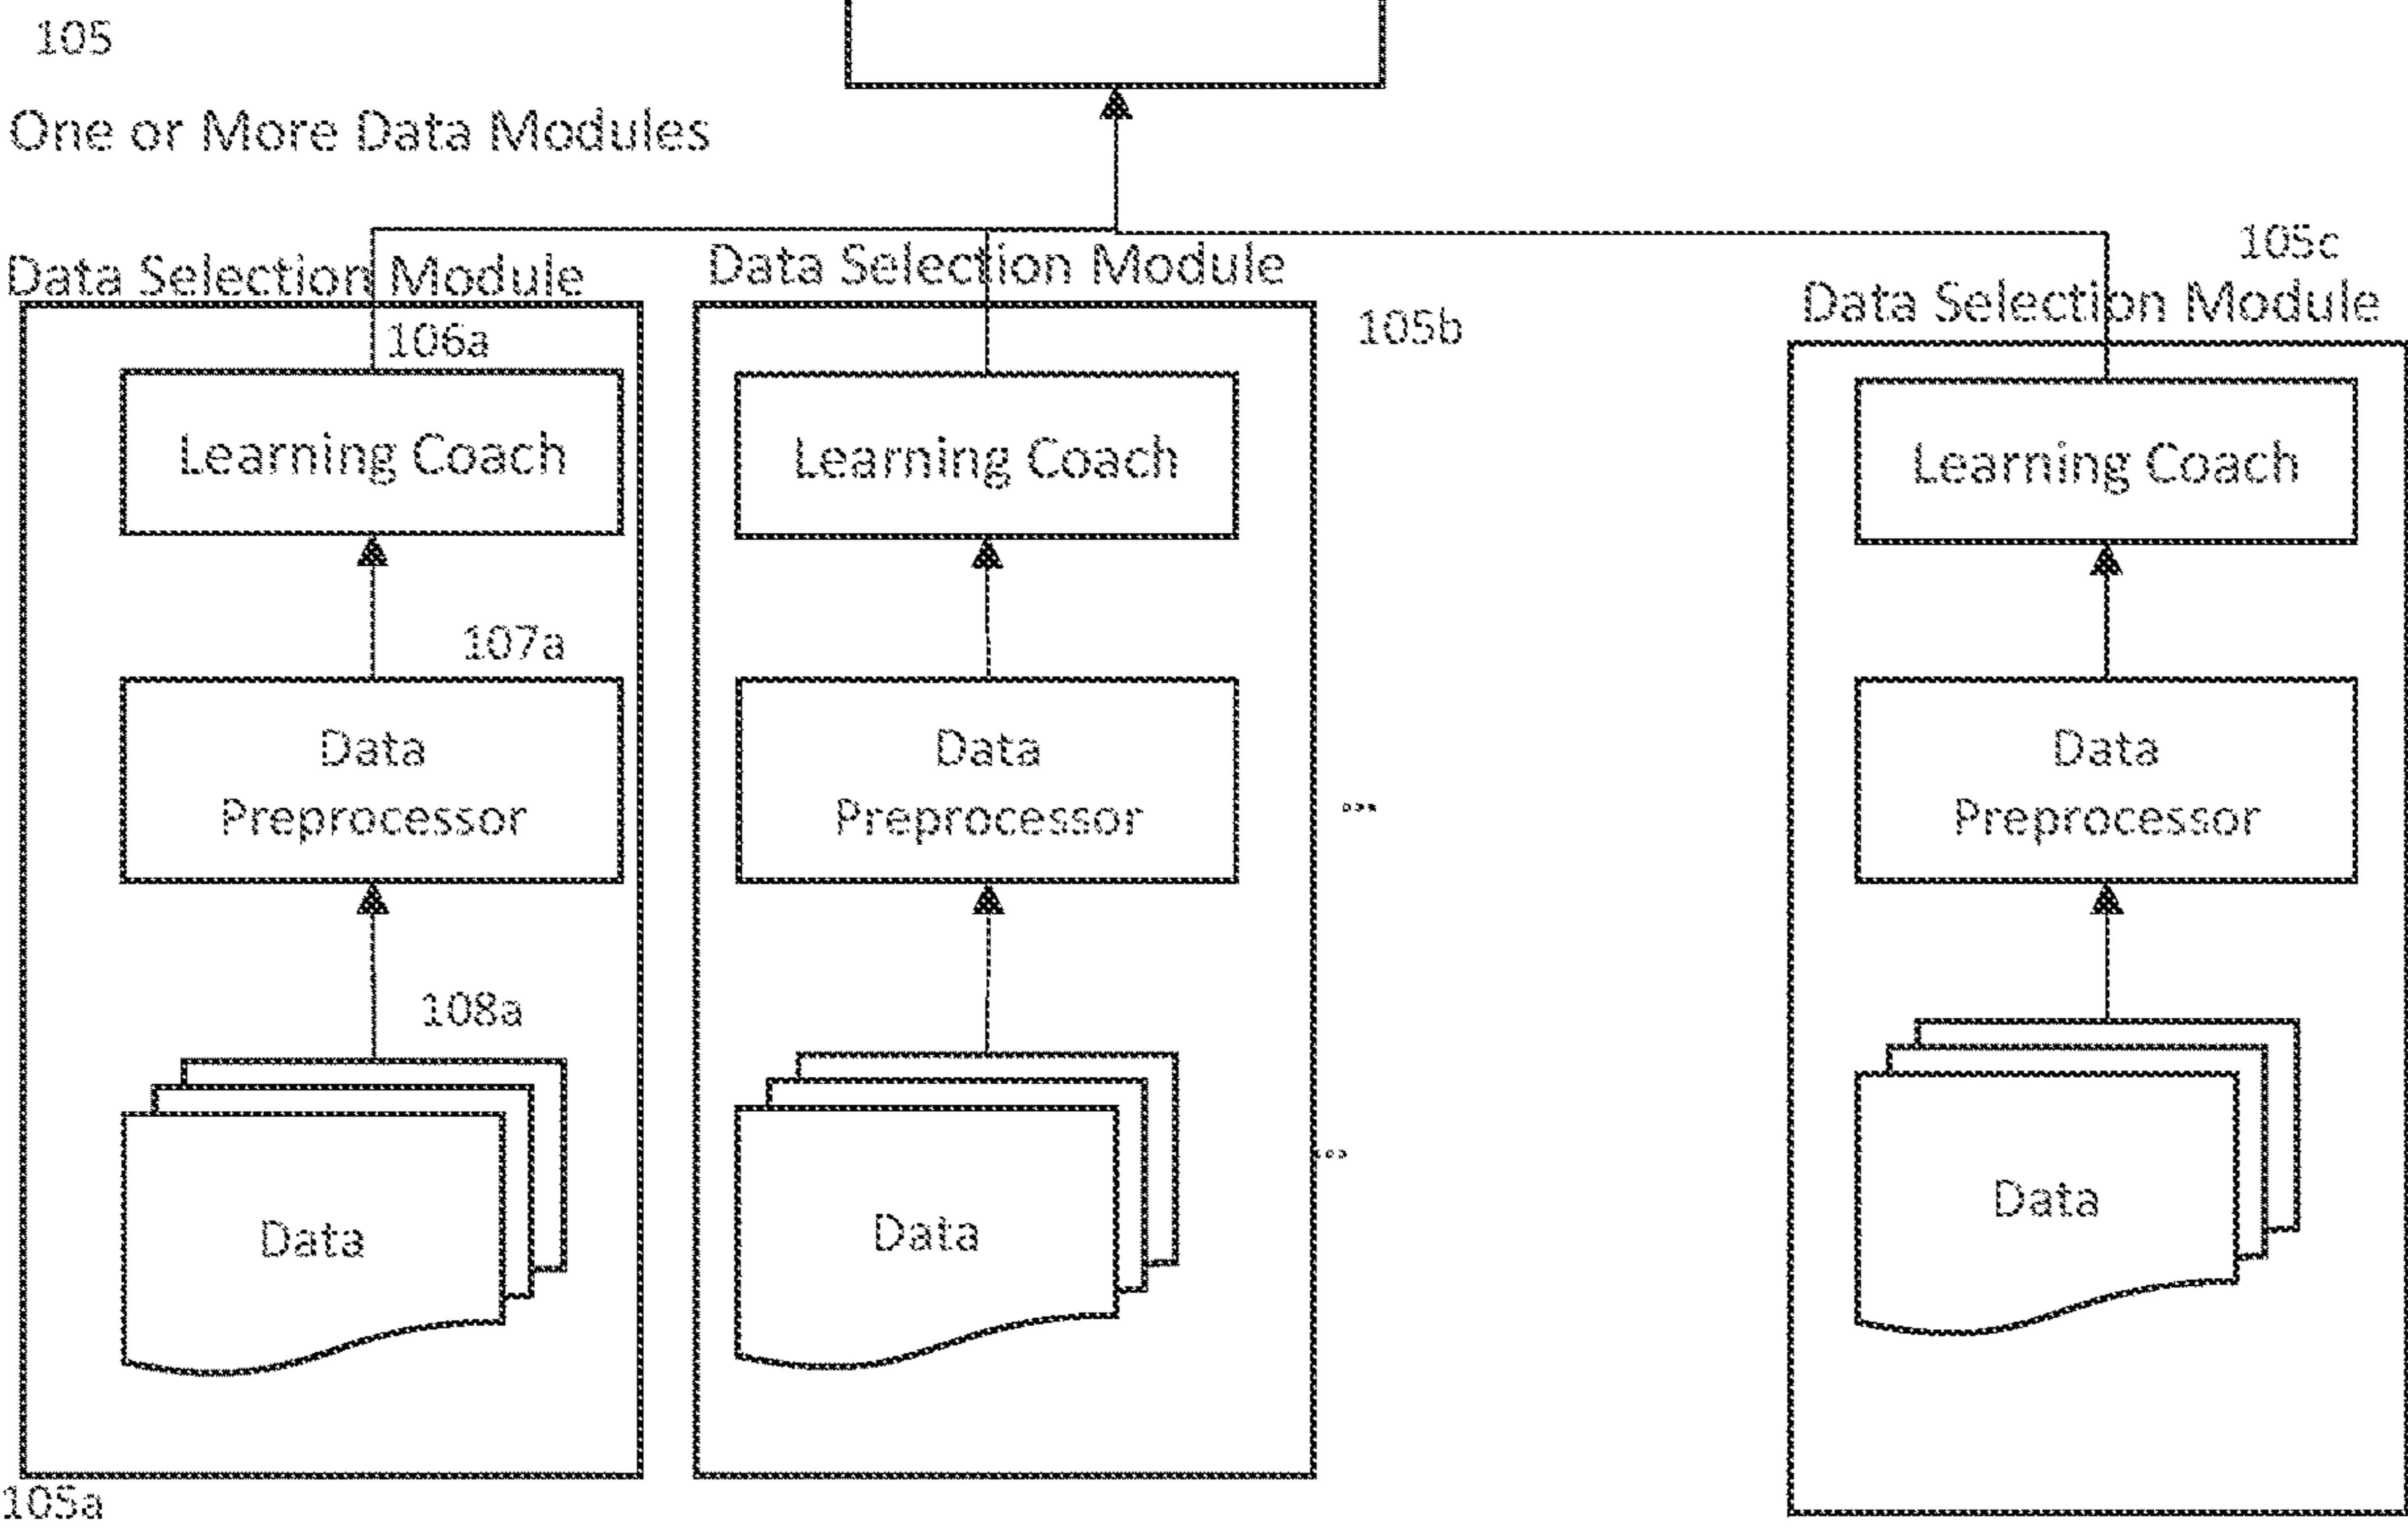 105
One or More Data Modules
Data Selection Module
106a
Learning Coach
107a
Data
Preprocessor
108a
Data
105a
Data Selection Module
105b
Learning Coach
Data
Preprocessor
...
Data
...
105c
Data Selection Module
Learning Coach
Data
Preprocessor
Data